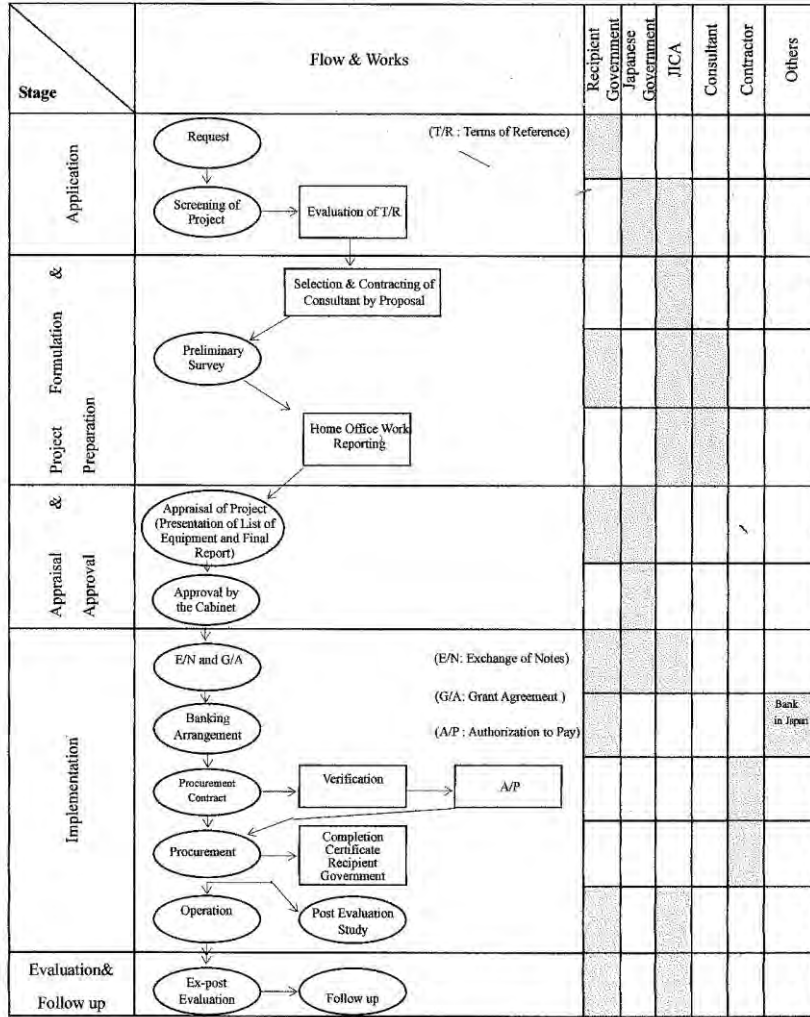 Stage
Flow & Works
Recipient
Government
Japanese
Government
JICA
Consultant
Contractor
Others
Application
Request
(T/R : Terms of Reference)
Screening of
Project
Evaluation of T/R
Project Formulation &
Preparation
Selection & Contracting of
Consultant by Proposal
Preliminary
Survey
Home Office Work
Reporting
Appraisal &
Approval
Appraisal of Project
(Presentation of List of
Equipment and Final
Report)
Approval by
the Cabinet
Implementation
E/N and G/A
(E/N: Exchange of Notes)
(G/A: Grant Agreement )
Banking
Arrangement
(A/P : Authorization to Pay)
Bank
in Japan
Procurement
Contract
Verification
A/P
Procurement
Completion
Certificate
Recipient
Government
Operation
Post Evaluation
Study
Evaluation&
Follow up
Ex-post
Evaluation
Follow up